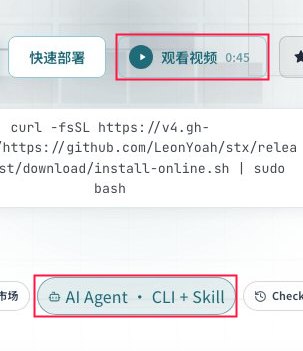 快速部署
观看视频 0:45
curl -fsSL https://v4.gh-
/https://github.com/LeonYoah/stx/relea
st/download/install-online.sh | sudo
bash
市场
AI Agent · CLI + Skill
Check